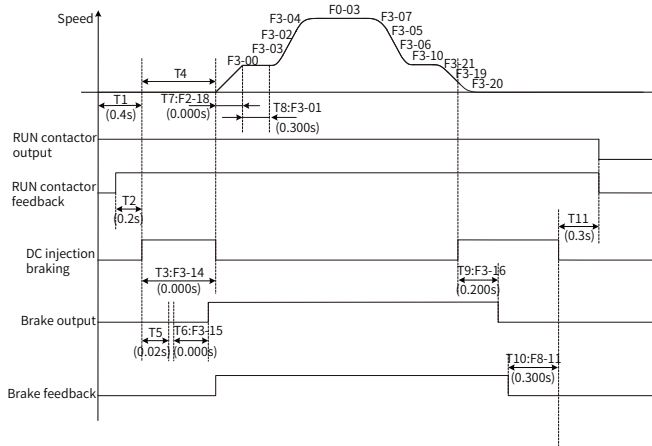 Speed
F0-03
F3-04
F3-07
F3-02
F3-05
F3-03
F3-06
F3-00
F3-10
F3-21
F3-19
F3-20
T4
T1
(0.4s)
T7:F2-18
(0.000s)
T8:F3-01
(0.300s)
RUN contactor
output
RUN contactor
feedback
T2
(0.2s)
T11
(0.3s)
DC injection
braking
T3:F3-14
(0.000s)
T9:F3-16
(0.200s)
Brake output
T5
(0.02s)
T6:F3-15
(0.000s)
T10:F8-11
(0.300s)
Brake feedback